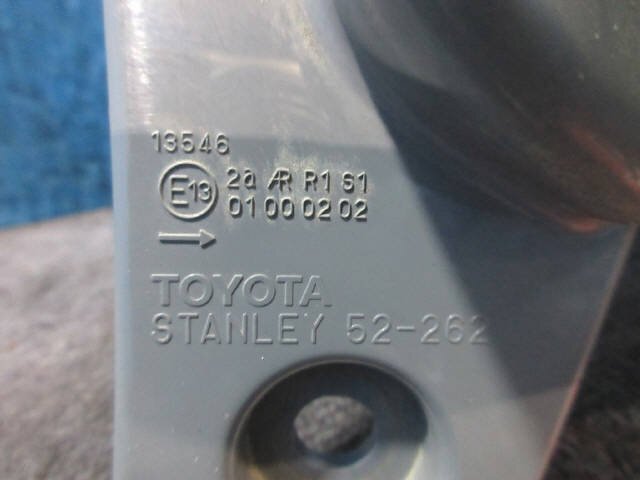 13546
E13 2a AR R1 S1
01 00 02 02
TOYOTA
STANLEY 52-262